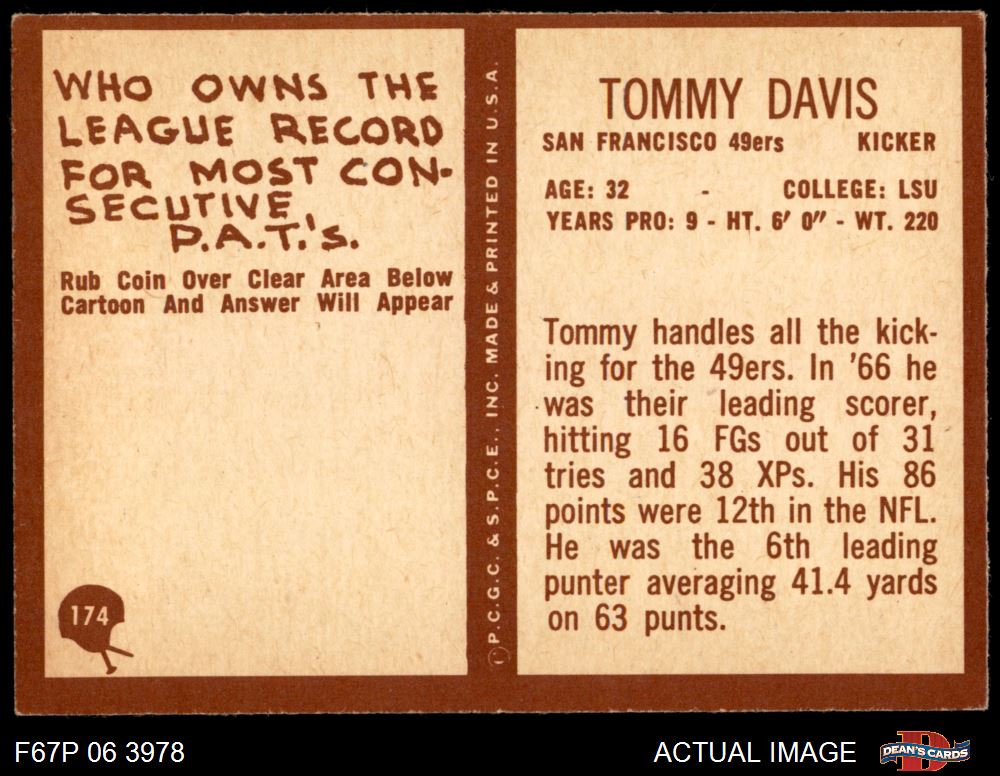 WHO OWNS THE
LEAGUE RECORD
FOR MOST CON-
SECUTIVE
P.A.T.'s.
Rub Coin Over Clear Area Below
Cartoon And Answer Will Appear
174
Ⓟ P.C.G.C. & S.P.C.E., INC. MADE & PRINTED IN U.S.A.
TOMMY DAVIS
SAN FRANCISCO 49ers KICKER
AGE: 32 - COLLEGE: LSU
YEARS PRO: 9 - HT. 6' 0" - WT. 220
Tommy handles all the kick-
ing for the 49ers. In '66 he
was their leading scorer,
hitting 16 FGs out of 31
tries and 38 XPs. His 86
points were 12th in the NFL.
He was the 6th leading
punter averaging 41.4 yards
on 63 punts.
F67P 06 3978
ACTUAL IMAGE
D
DEAN'S CARDS